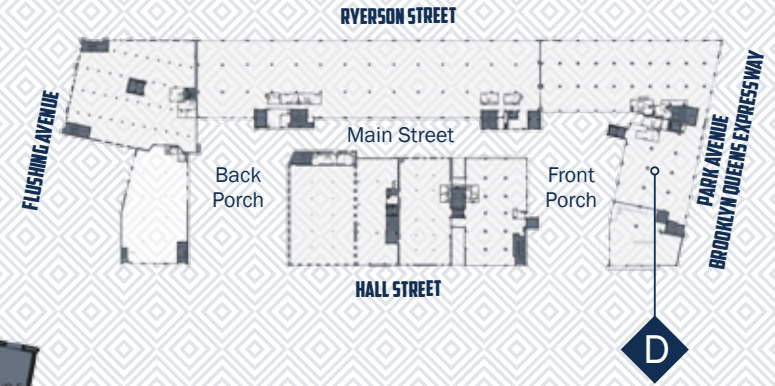 RYERSON STREET
FLUSHING AVENUE
Main Street
Back
Porch
Front
Porch
PARK AVENUE
BROOKLYN QUEENS EXPRESSWAY
HALL STREET
D